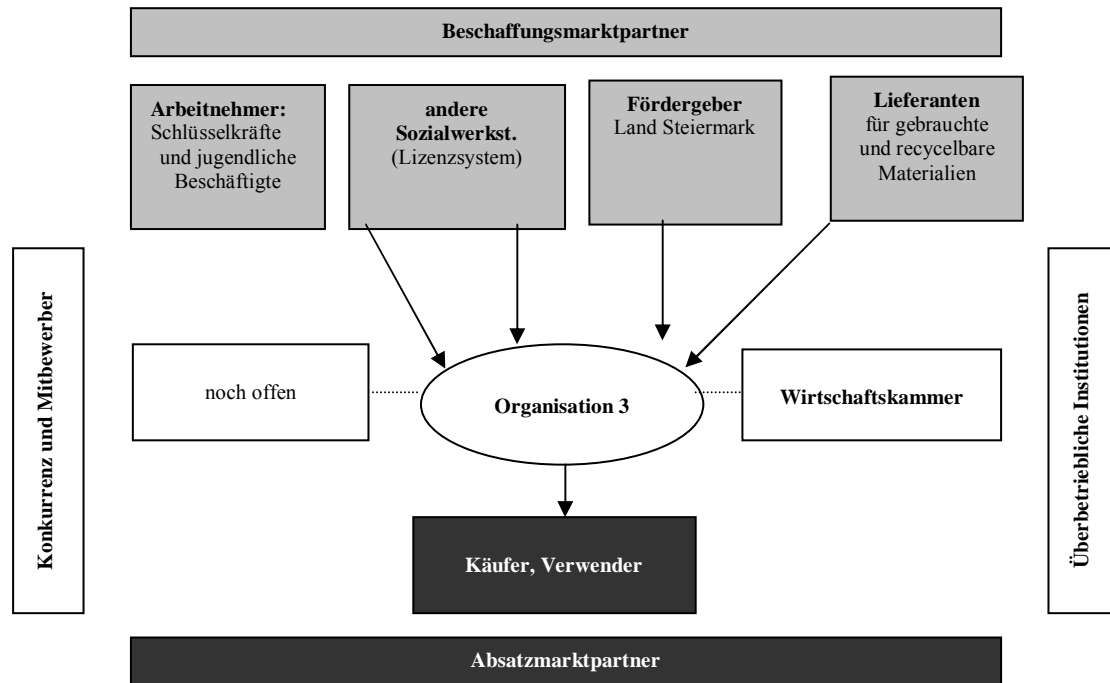 Beschaffungsmarktpartner
Arbeitnehmer:
Schlüsselkräfte
und jugendliche
Beschäftigte
andere
Sozialwerkst.
(Lizenzsystem)
Fördergeber
Land Steiermark
Lieferanten
für gebrauchte
und recycelbare
Materialien
Konkurrenz und Mitbewerber
noch offen
Organisation 3
Wirtschaftskammer
Überbetriebliche Institutionen
Käufer, Verwender
Absatzmarktpartner